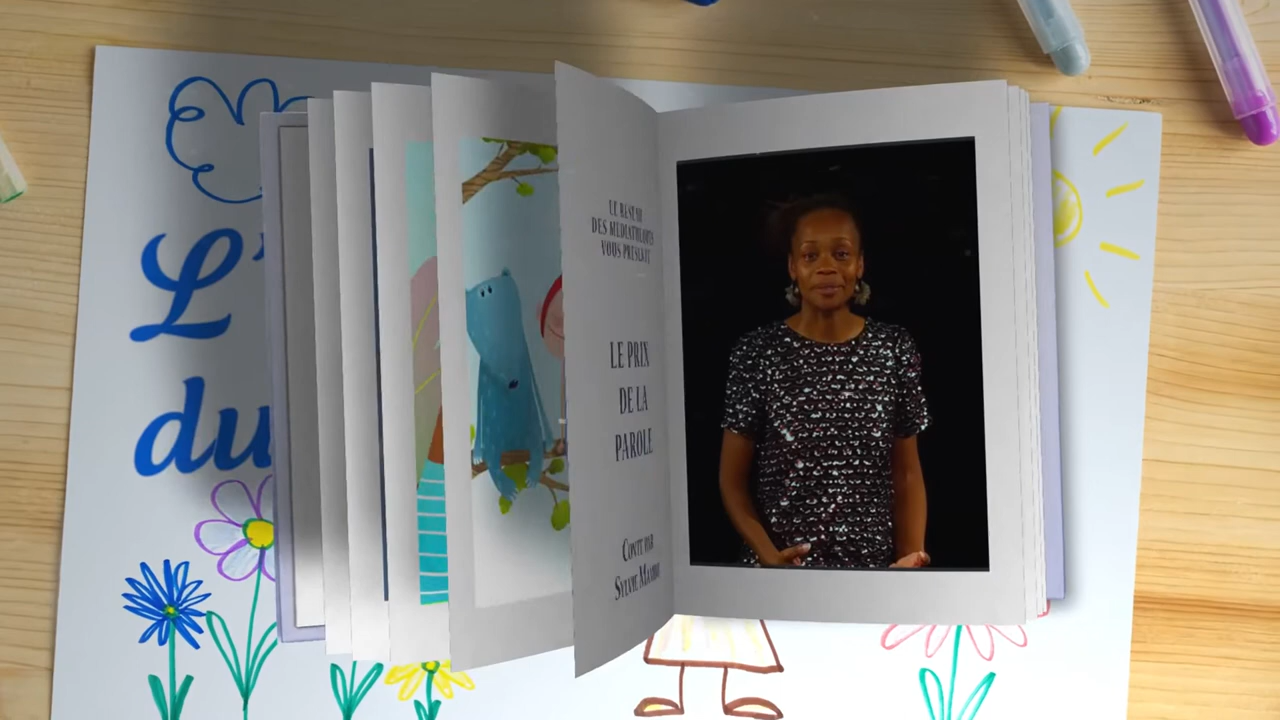 L'
du
LE RÉSEAU
DES MÉDIATHÈQUES
VOUS PRÉSENTE
LE PRIX
DE LA
PAROLE
CONTÉ PAR
SYLVIE